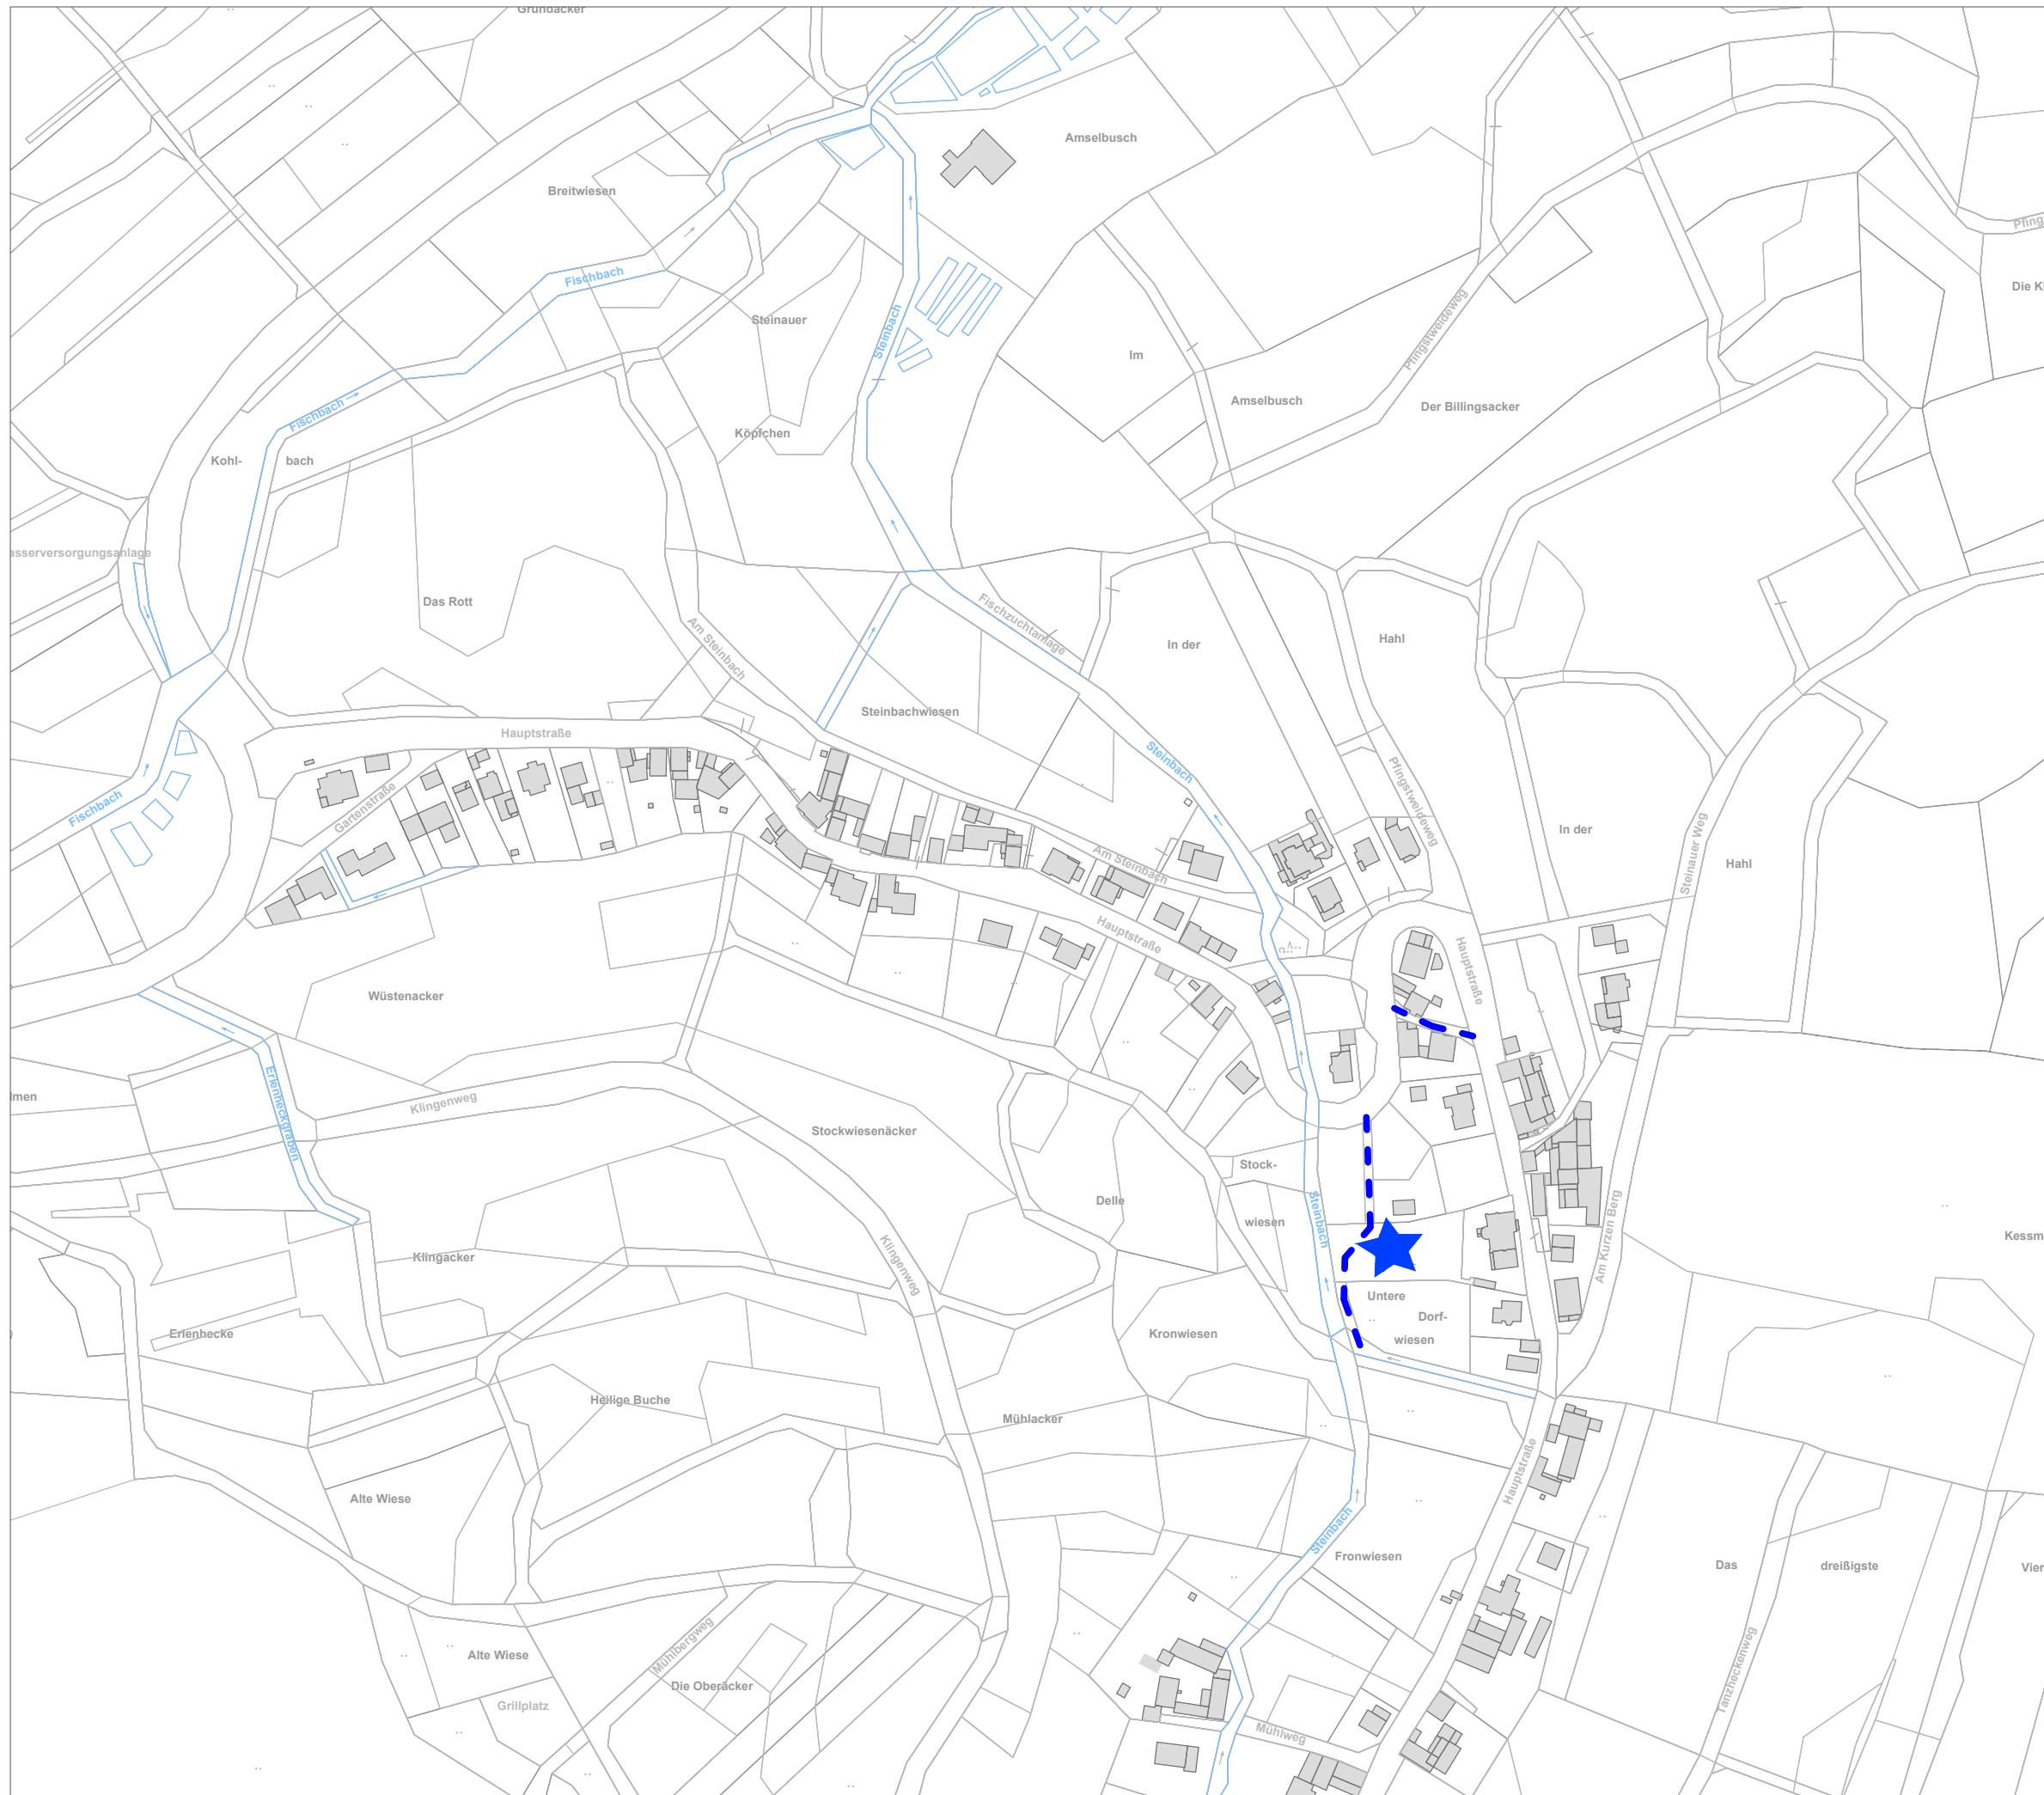 Grundäcker
Amselbusch
Breitwiesen
Pfings
Fischbach
Die K
Steinauer
Steinbach
Pfingstweideweg
Im
Amselbusch
Der Billingsacker
Fischbach
Köpfchen
Kohl-
bach
asserversorgungsanlage
Das Rott
Fischzuchtanlage
Am Steinbach
In der
Hahl
Steinbachwiesen
Hauptstraße
Steinbach
Pfingstweideweg
Gartenstraße
Fischbach
In der
Hahl
Steinauer Weg
Am Steinbach
Hauptstraße
Hauptstraße
Wüstenacker
lmen
Erlenheckgraben
Klingenweg
Stockwiesenäcker
Stock-
Delle
wiesen
Steinbach
Am Kurzen Berg
Kessm
Klingacker
Klingenweg
Untere
Dorf-
wiesen
Erlenhecke
Kronwiesen
Heilige Buche
Mühlacker
Hauptstraße
Alte Wiese
Steinbach
Fronwiesen
Das
dreißigste
Vier
Mühlbergweg
Alte Wiese
Die Oberäcker
Tanzheckenweg
Grillplatz
Mühlweg